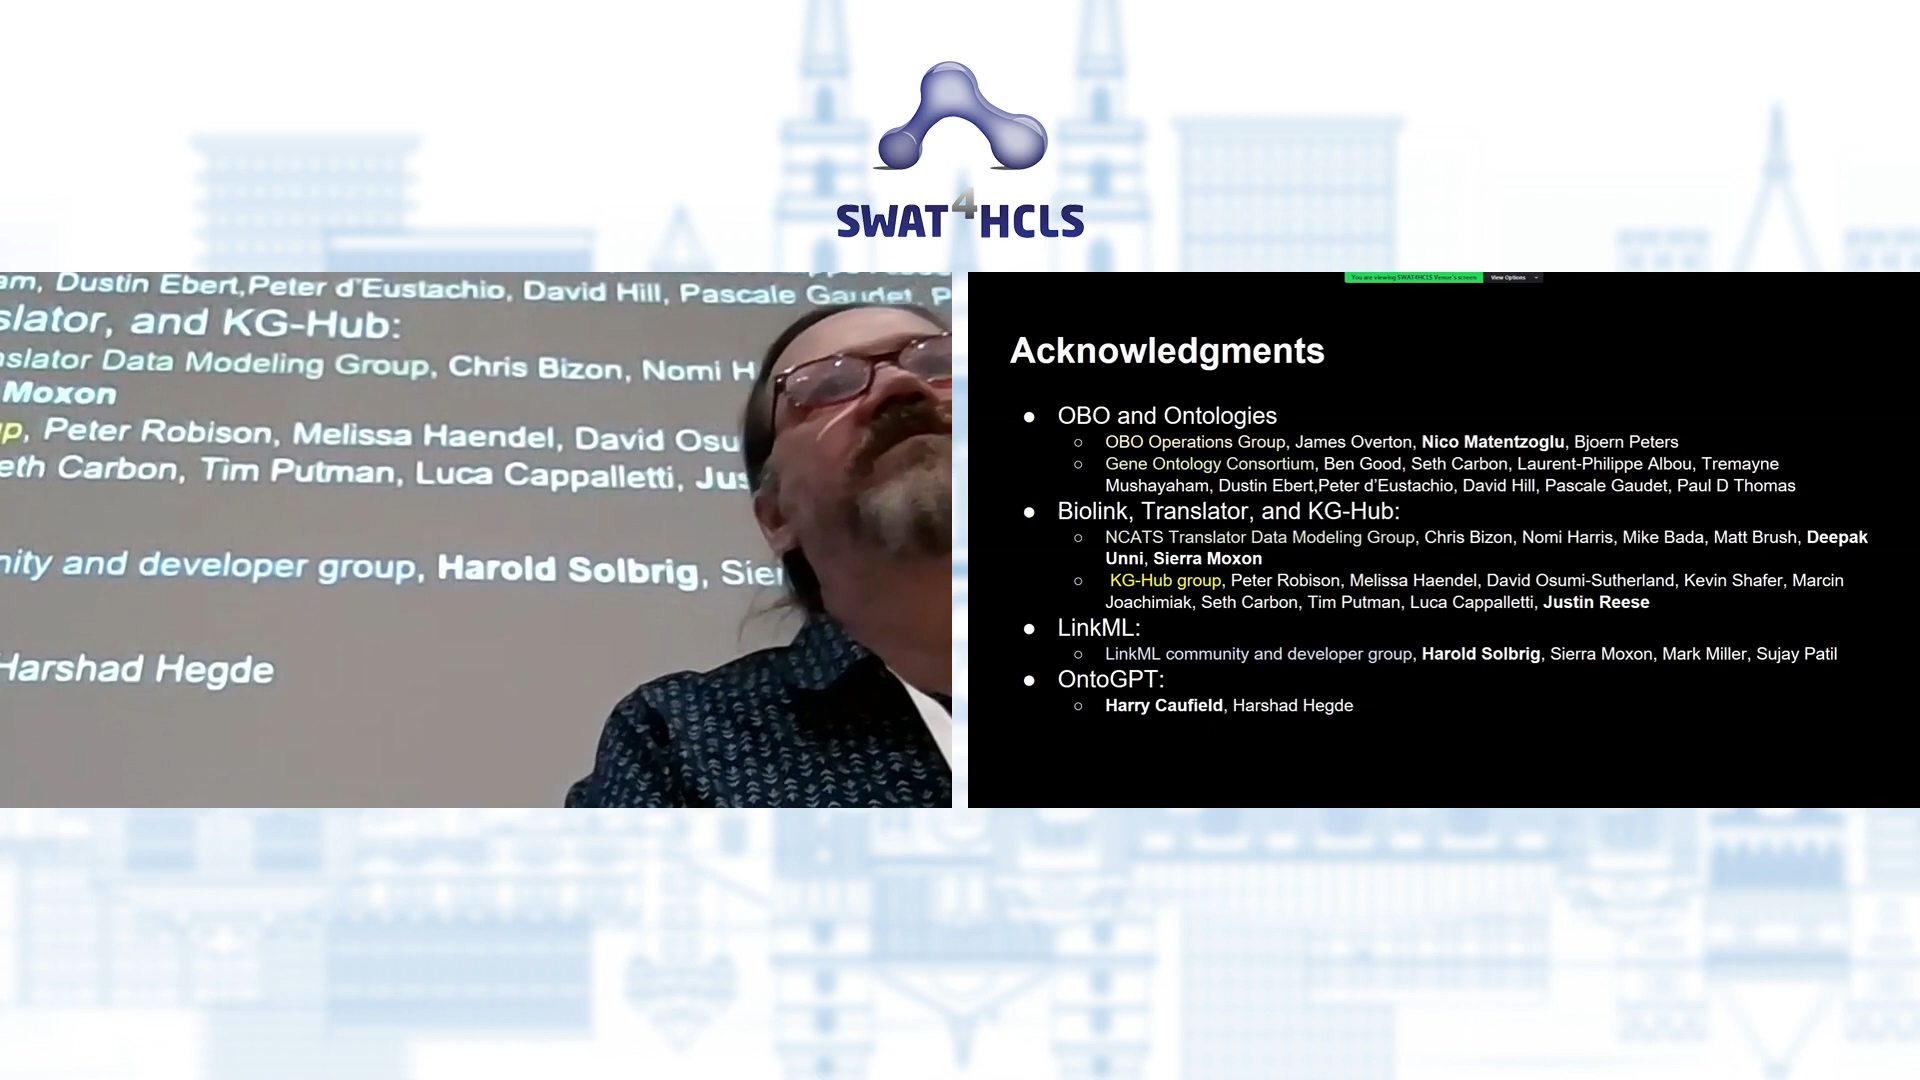 SWAT4HCLS
am, Dustin Ebert,Peter d'Eustachio, David Hill, Pascale Gaudet, P
slator, and KG-Hub:
nslator Data Modeling Group, Chris Bizon, Nomi H
Moxon
up, Peter Robison, Melissa Haendel, David Osu
eth Carbon, Tim Putman, Luca Cappalletti, Jus
nity and developer group, Harold Solbrig, Sier
Harshad Hegde
You are viewing SWAT4HCLS Venue's screen View Options
Acknowledgments
● OBO and Ontologies
○ OBO Operations Group, James Overton, Nico Matentzoglu, Bjoern Peters
○ Gene Ontology Consortium, Ben Good, Seth Carbon, Laurent-Philippe Albou, Tremayne
Mushayaham, Dustin Ebert,Peter d'Eustachio, David Hill, Pascale Gaudet, Paul D Thomas
● Biolink, Translator, and KG-Hub:
○ NCATS Translator Data Modeling Group, Chris Bizon, Nomi Harris, Mike Bada, Matt Brush, Deepak
Unni, Sierra Moxon
○ KG-Hub group, Peter Robison, Melissa Haendel, David Osumi-Sutherland, Kevin Shafer, Marcin
Joachimiak, Seth Carbon, Tim Putman, Luca Cappalletti, Justin Reese
● LinkML:
○ LinkML community and developer group, Harold Solbrig, Sierra Moxon, Mark Miller, Sujay Patil
● OntoGPT:
○ Harry Caufield, Harshad Hegde